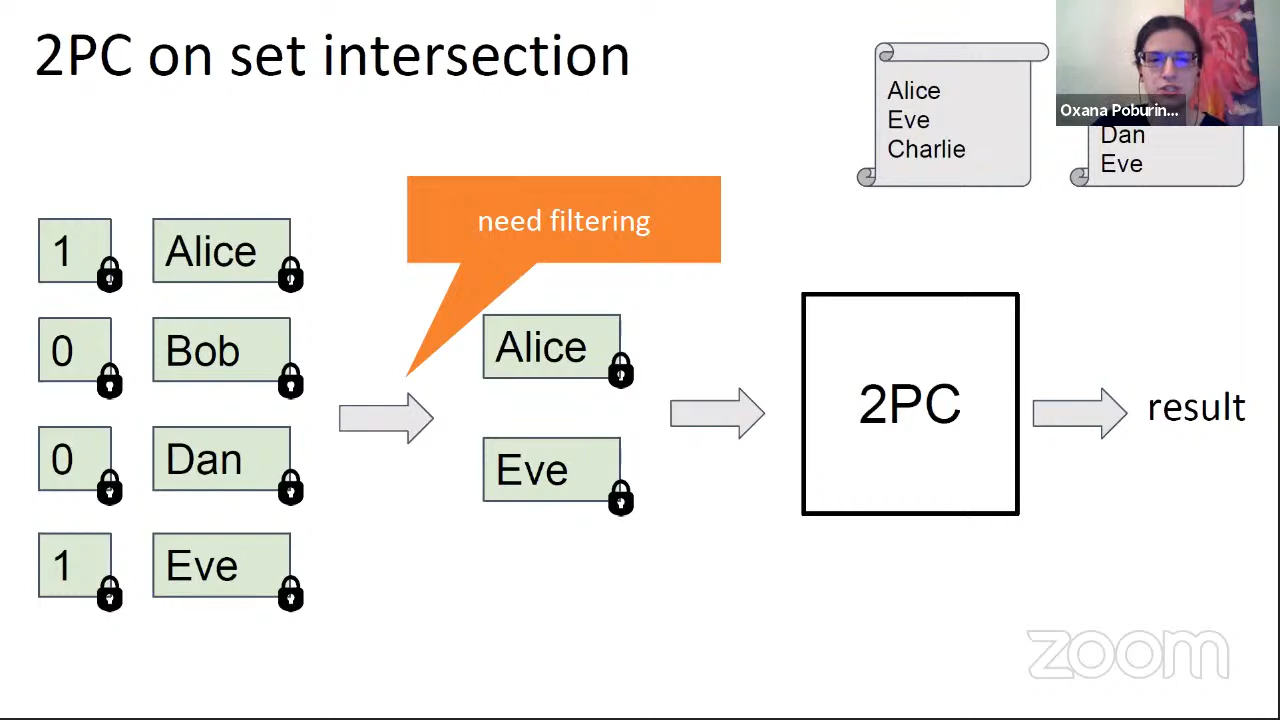 2PC on set intersection
Alice
Eve
Charlie
Oxana Poburin...
Dan
Eve
need filtering
1 Alice
0 Bob
0 Dan
1 Eve
Alice
Eve
2PC
result
zoom